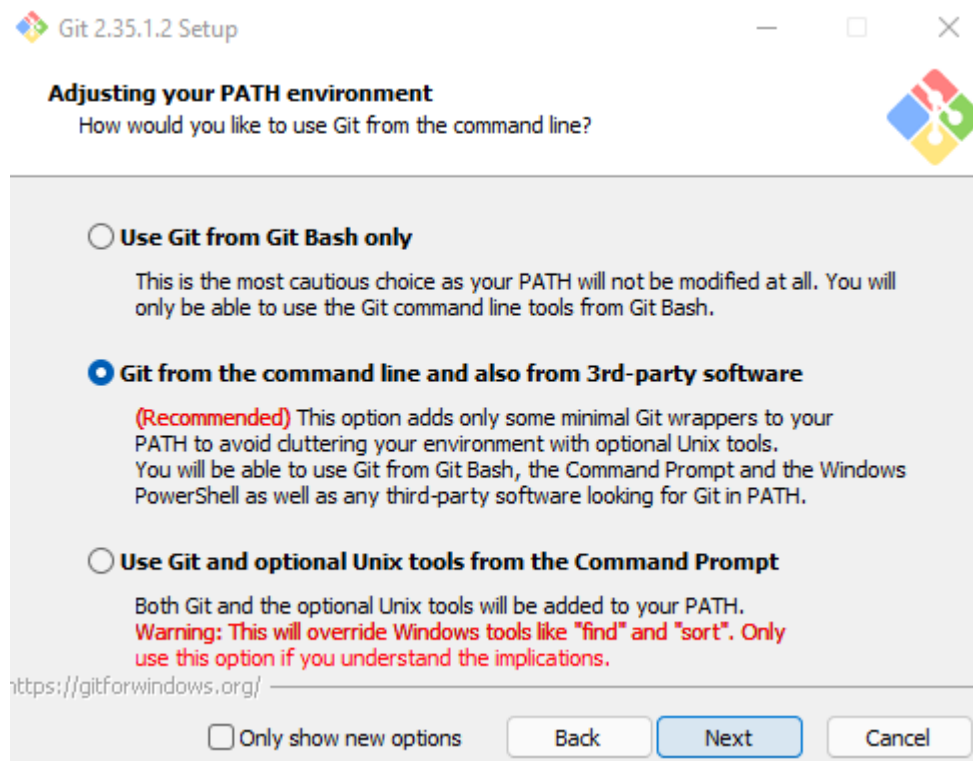 Git 2.35.1.2 Setup
Adjusting your PATH environment
How would you like to use Git from the command line?
Use Git from Git Bash only
This is the most cautious choice as your PATH will not be modified at all. You will
only be able to use the Git command line tools from Git Bash.
Git from the command line and also from 3rd-party software
(Recommended) This option adds only some minimal Git wrappers to your
PATH to avoid cluttering your environment with optional Unix tools.
You will be able to use Git from Git Bash, the Command Prompt and the Windows
PowerShell as well as any third-party software looking for Git in PATH.
Use Git and optional Unix tools from the Command Prompt
Both Git and the optional Unix tools will be added to your PATH.
Warning: This will override Windows tools like "find" and "sort". Only
use this option if you understand the implications.
https://gitforwindows.org/
Only show new options Back Next Cancel